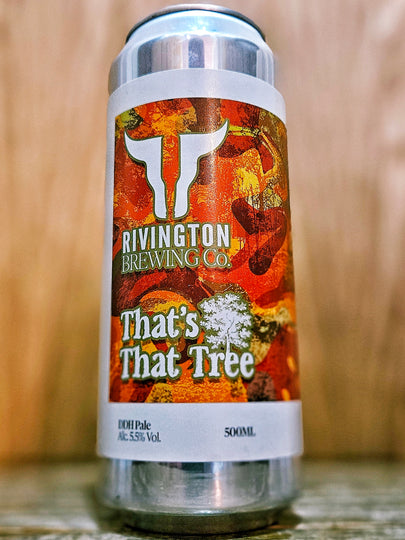 RIVINGTON
BREWING Co.
That's
That Tree
DDH Pale
Alc. 5.5% Vol.
500ML